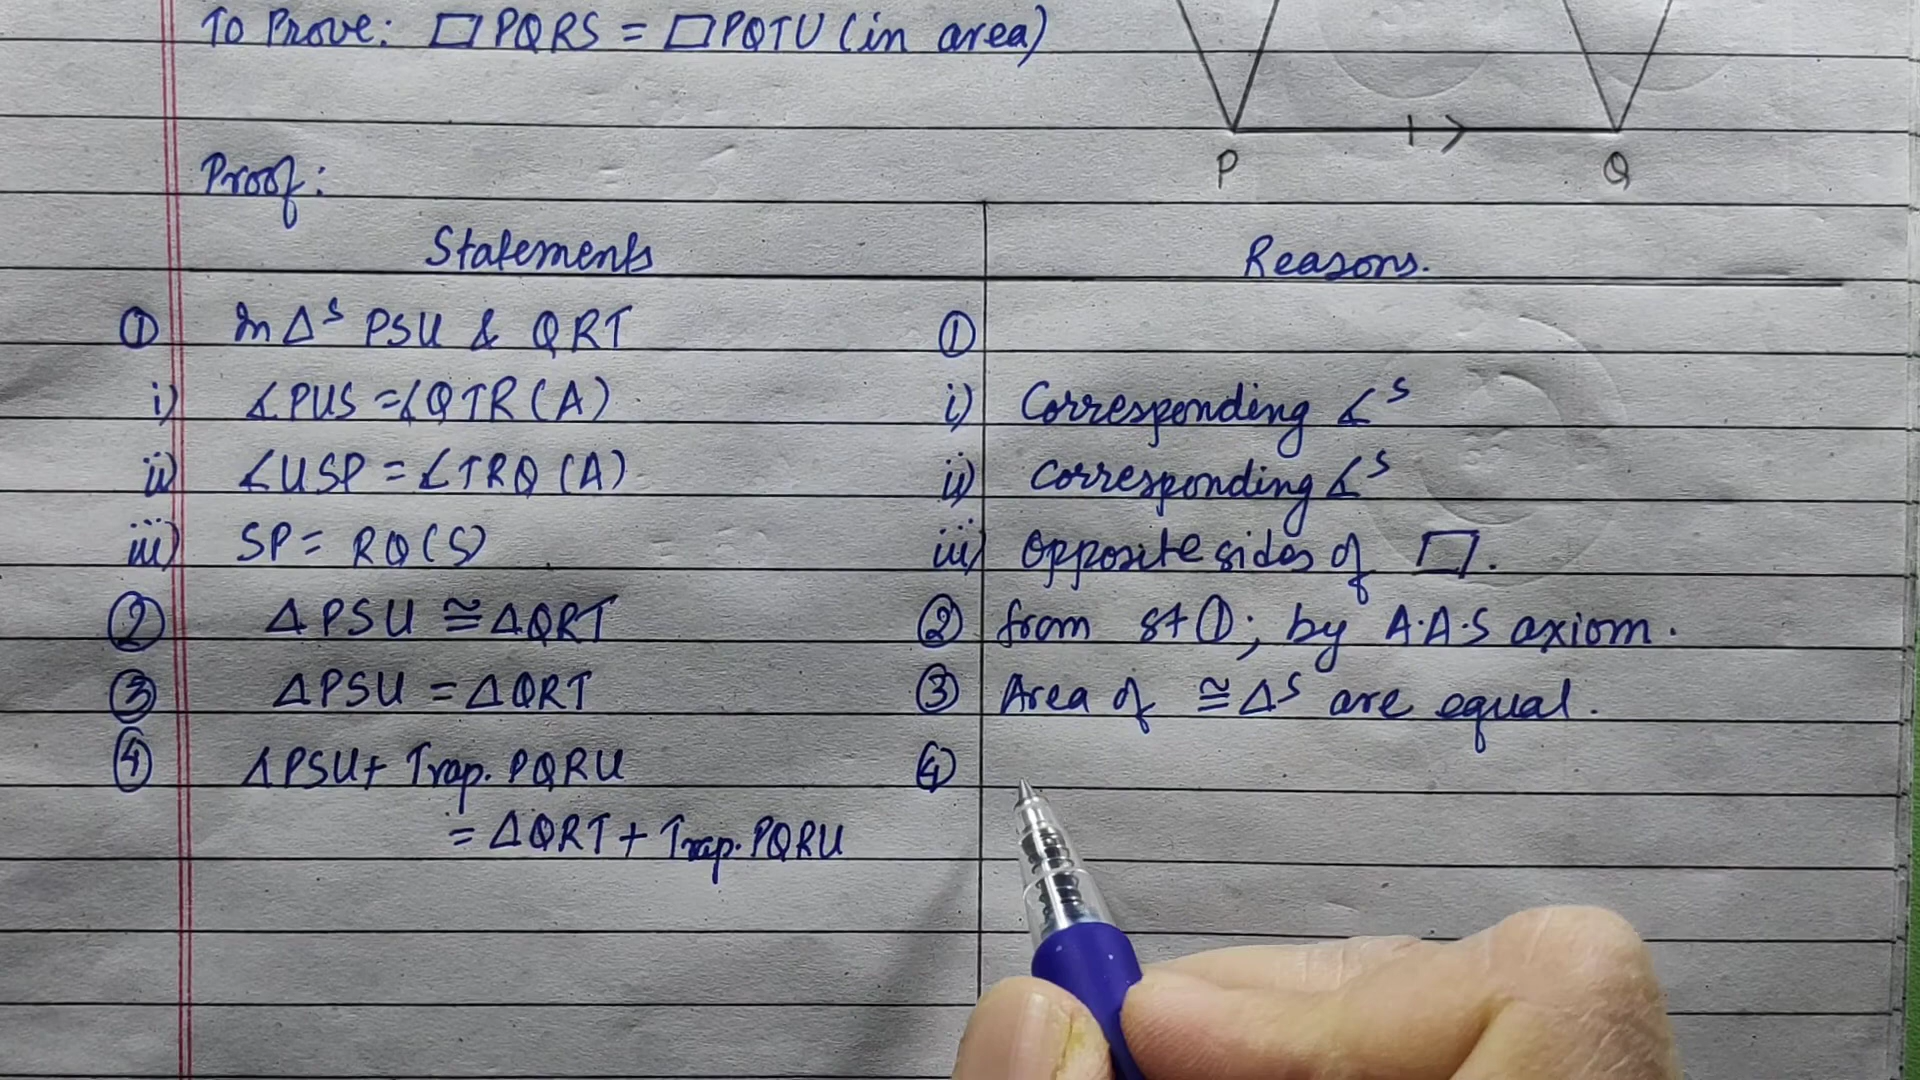 To Prove: ▱PQRS = ▱PQTU (in area)
P
Q
Proof:
Statements
Reasons.
① In Δˢ PSU & QRT
①
i) ∡PUS = ∡QTR (A)
i) Corresponding ∡ˢ
ii) ∡USP = ∡TRQ (A)
ii) Corresponding ∡ˢ
iii) SP = RQ (S)
iii) Opposite sides of ▱.
② ΔPSU ≅ ΔQRT
② from st ①; by A.A.S axiom.
③ ΔPSU = ΔQRT
③ Area of ≅ Δˢ are equal.
④ ΔPSU + Trap. PQRU
④
= ΔQRT + Trap. PQRU